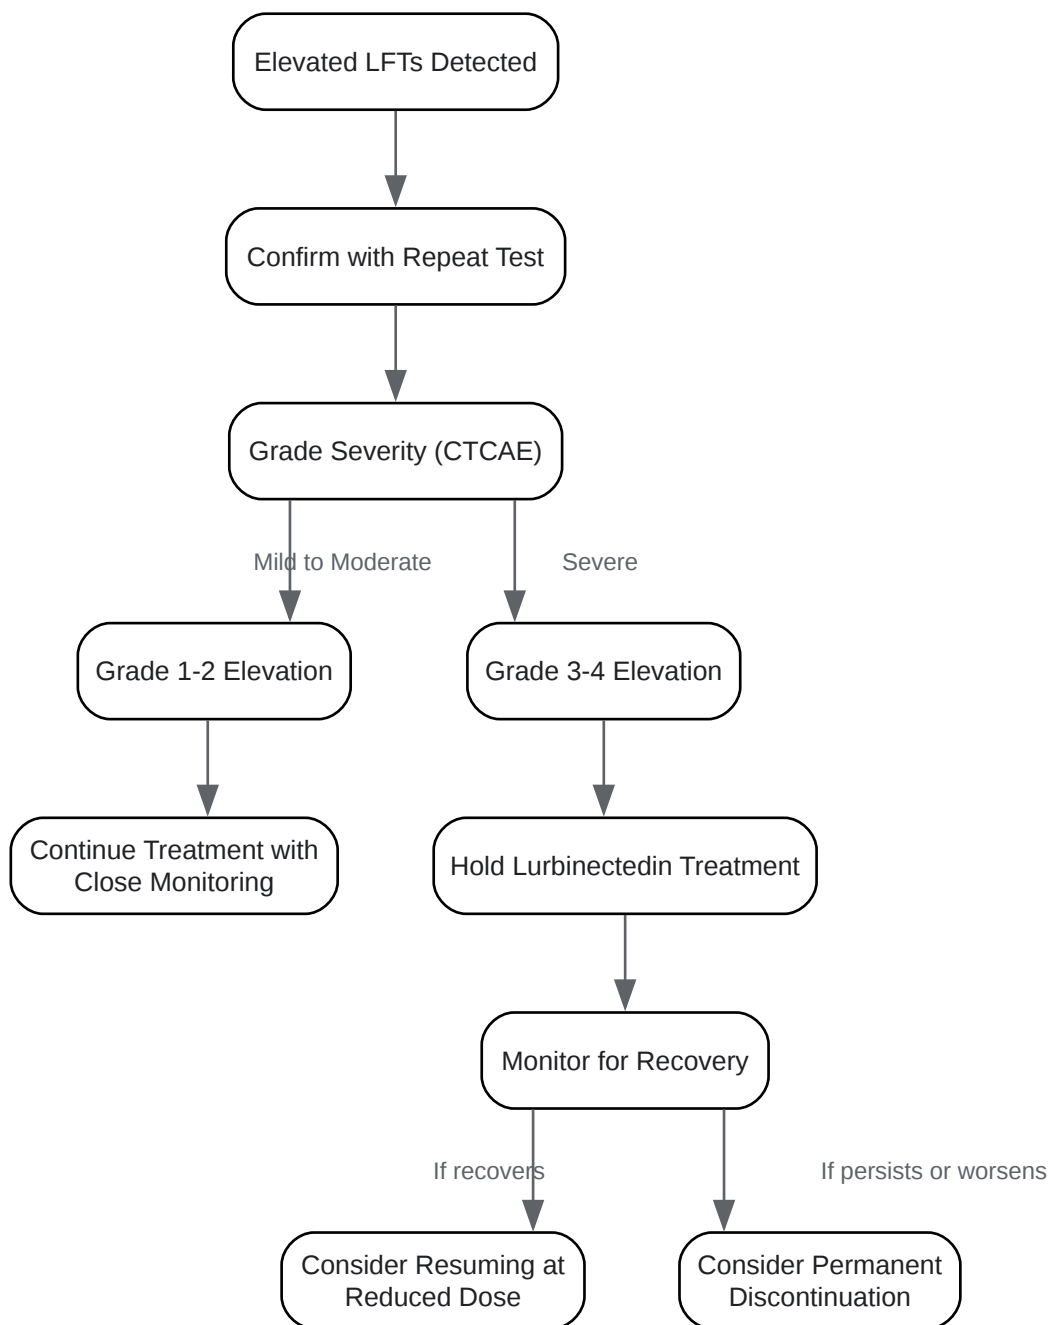 Elevated LFTs Detected
Confirm with Repeat Test
Grade Severity (CTCAE)
Mild to Moderate
Severe
Grade 1-2 Elevation
Grade 3-4 Elevation
Continue Treatment with
Close Monitoring
Hold Lurbinectedin Treatment
Monitor for Recovery
If recovers
If persists or worsens
Consider Resuming at
Reduced Dose
Consider Permanent
Discontinuation